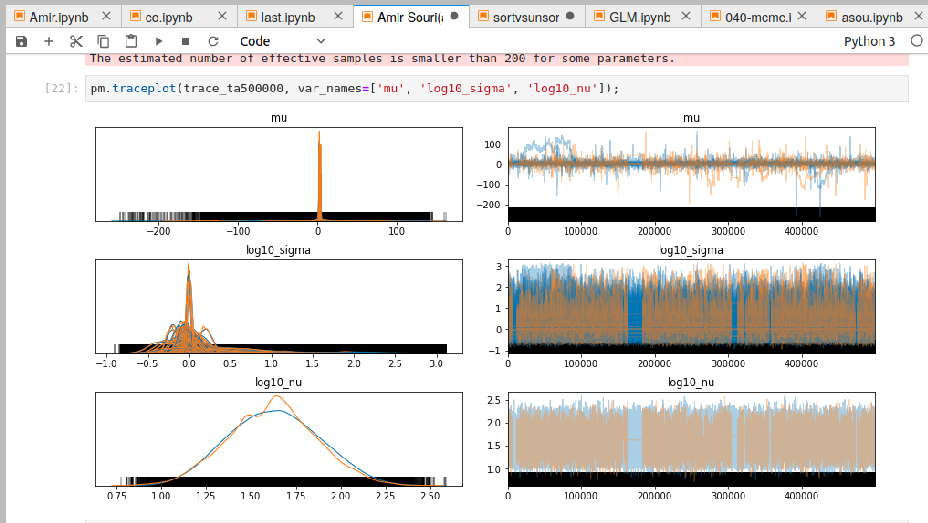 Amir.ipynb co.ipynb last.ipynb Amir Souri(a sortvsunsor GLM.ipynb 040-mcmc.i asou.ipynb
Code Python 3
The estimated number of effective samples is smaller than 200 for some parameters.
[22]: pm.traceplot(trace_ta500000, var_names=['mu', 'log10_sigma', 'log10_nu']);
mu mu
100
0
−100
−200
−200 −100 0 100 0 100000 200000 300000 400000
log10_sigma log10_sigma
3
2
1
0
−1
−1.0 −0.5 0.0 0.5 1.0 1.5 2.0 2.5 3.0 0 100000 200000 300000 400000
log10_nu log10_nu
2.5
2.0
1.5
1.0
0.75 1.00 1.25 1.50 1.75 2.00 2.25 2.50 0 100000 200000 300000 400000